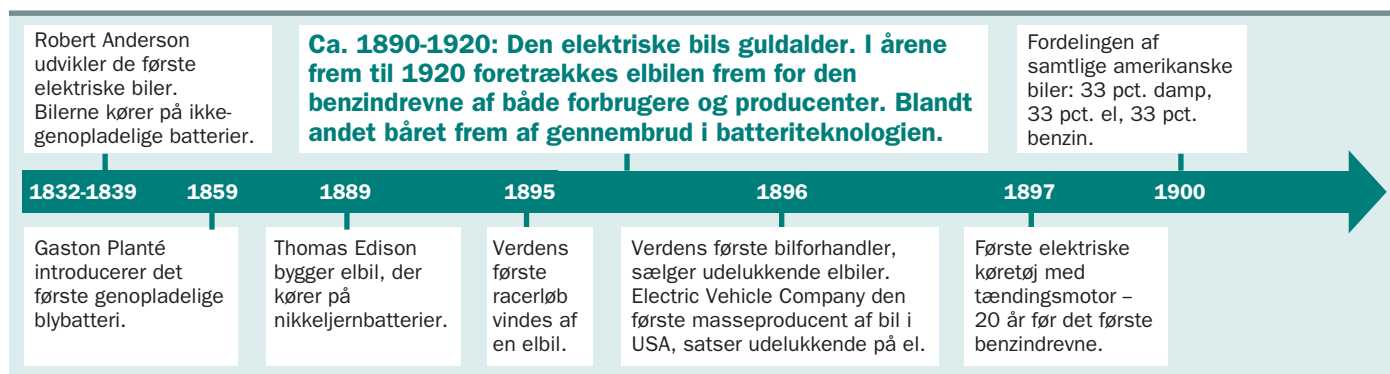 Robert Anderson
udvikler de første
elektriske biler.
Bilerne kører på ikke-
genopladelige batterier.
Ca. 1890-1920: Den elektriske bils guldalder. I årene
frem til 1920 foretrækkes elbilen frem for den
benzindrevne af både forbrugere og producenter. Blandt
andet båret frem af gennembrud i batteriteknologien.
Fordelingen af
samtlige amerikanske
biler: 33 pct. damp,
33 pct. el, 33 pct.
benzin.
1832-1839 1859 1889 1895 1896 1897 1900
Gaston Planté
introducerer det
første genopladelige
blybatteri.
Thomas Edison
bygger elbil, der
kører på
nikkeljernbatterier.
Verdens
første
racerløb
vindes af
en elbil.
Verdens første bilforhandler,
sælger udelukkende elbiler.
Electric Vehicle Company den
første masseproducent af bil i
USA, satser udelukkende på el.
Første elektriske
køretøj med
tændingsmotor –
20 år før det første
benzindrevne.